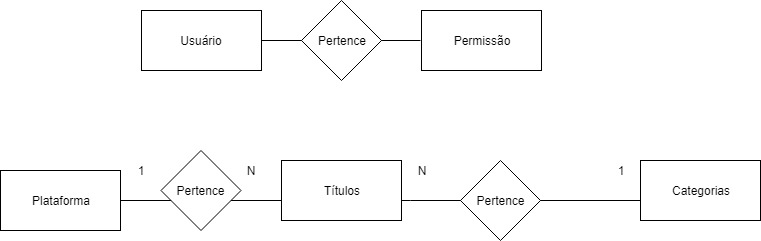 Usuário
Pertence
Permissão
1
N
N
1
Plataforma
Pertence
Títulos
Pertence
Categorias